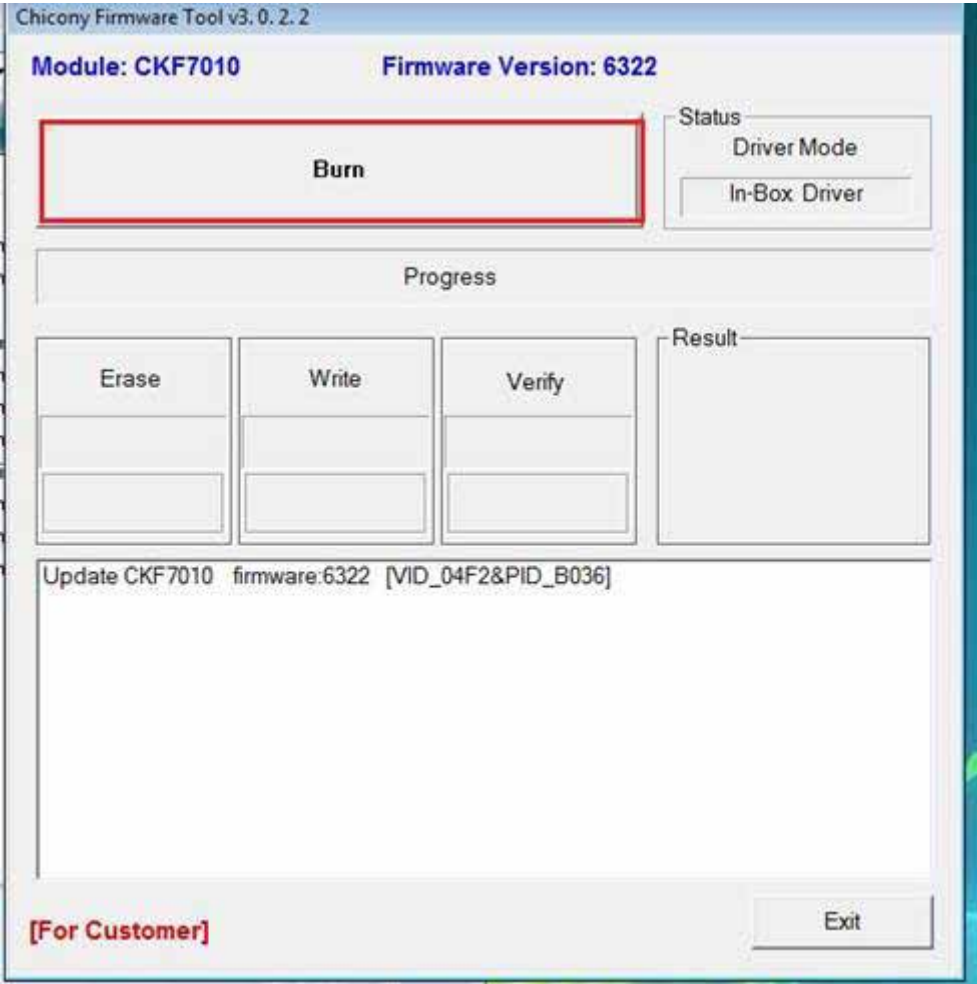 Chicony Firmware Tool v3. 0. 2. 2
Module: CKF7010 Firmware Version: 6322
Burn
Status
Driver Mode
In-Box Driver
Progress
Erase
Write
Verify
Result
Update CKF7010 firmware:6322 [VID_04F2&PID_B036]
[For Customer]
Exit